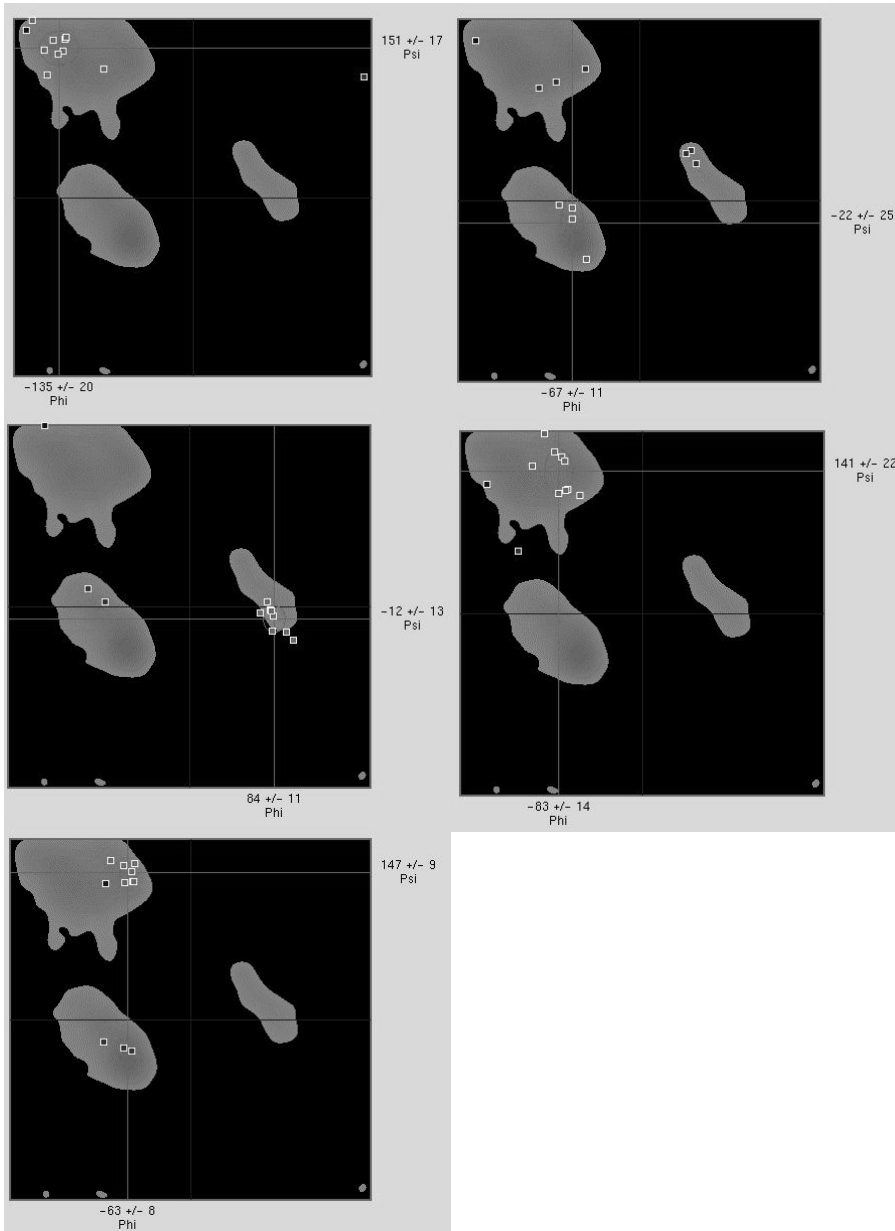 151 +/- 17
Psi
-135 +/- 20
Phi
-22 +/- 25
Psi
-67 +/- 11
Phi
-12 +/- 13
Psi
84 +/- 11
Phi
141 +/- 22
Psi
-83 +/- 14
Phi
147 +/- 9
Psi
-63 +/- 8
Phi